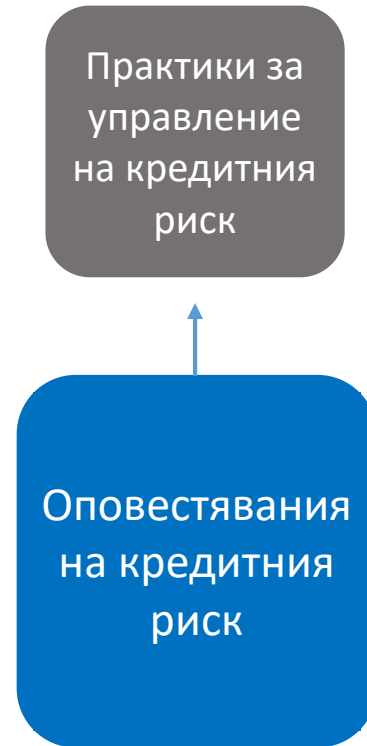 Практики за
управление
на кредитния
риск
Оповестявания
на кредитния
риск